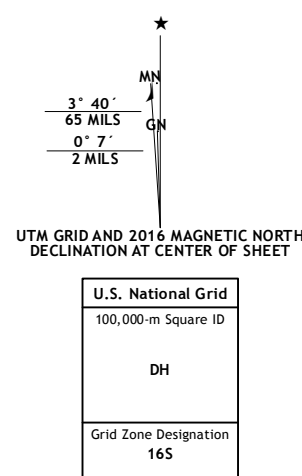 ★
MN
3° 40´
65 MILS
GN
0° 7´
2 MILS
UTM GRID AND 2016 MAGNETIC NORTH
DECLINATION AT CENTER OF SHEET
U.S. National Grid
100,000-m Square ID
DH
Grid Zone Designation
16S